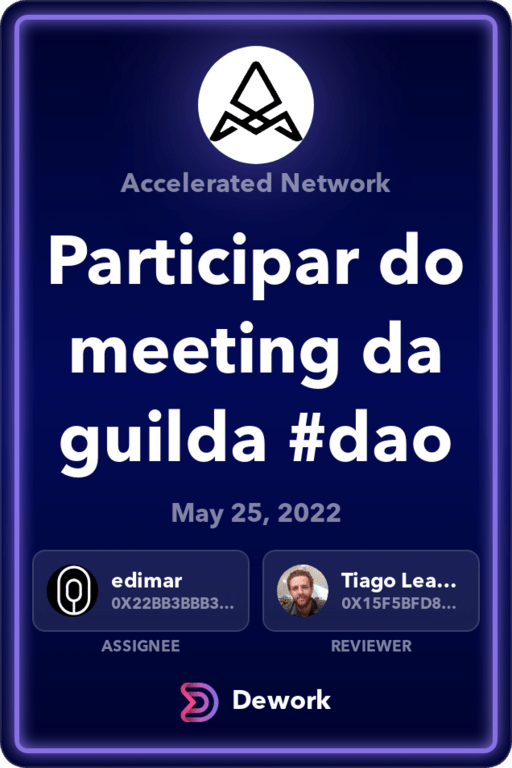 Accelerated Network
Participar do
meeting da
guilda #dao
May 25, 2022
edimar
0X22BB3BBB3...
ASSIGNEE
Tiago Lea...
0X15F5BFD8...
REVIEWER
Dework